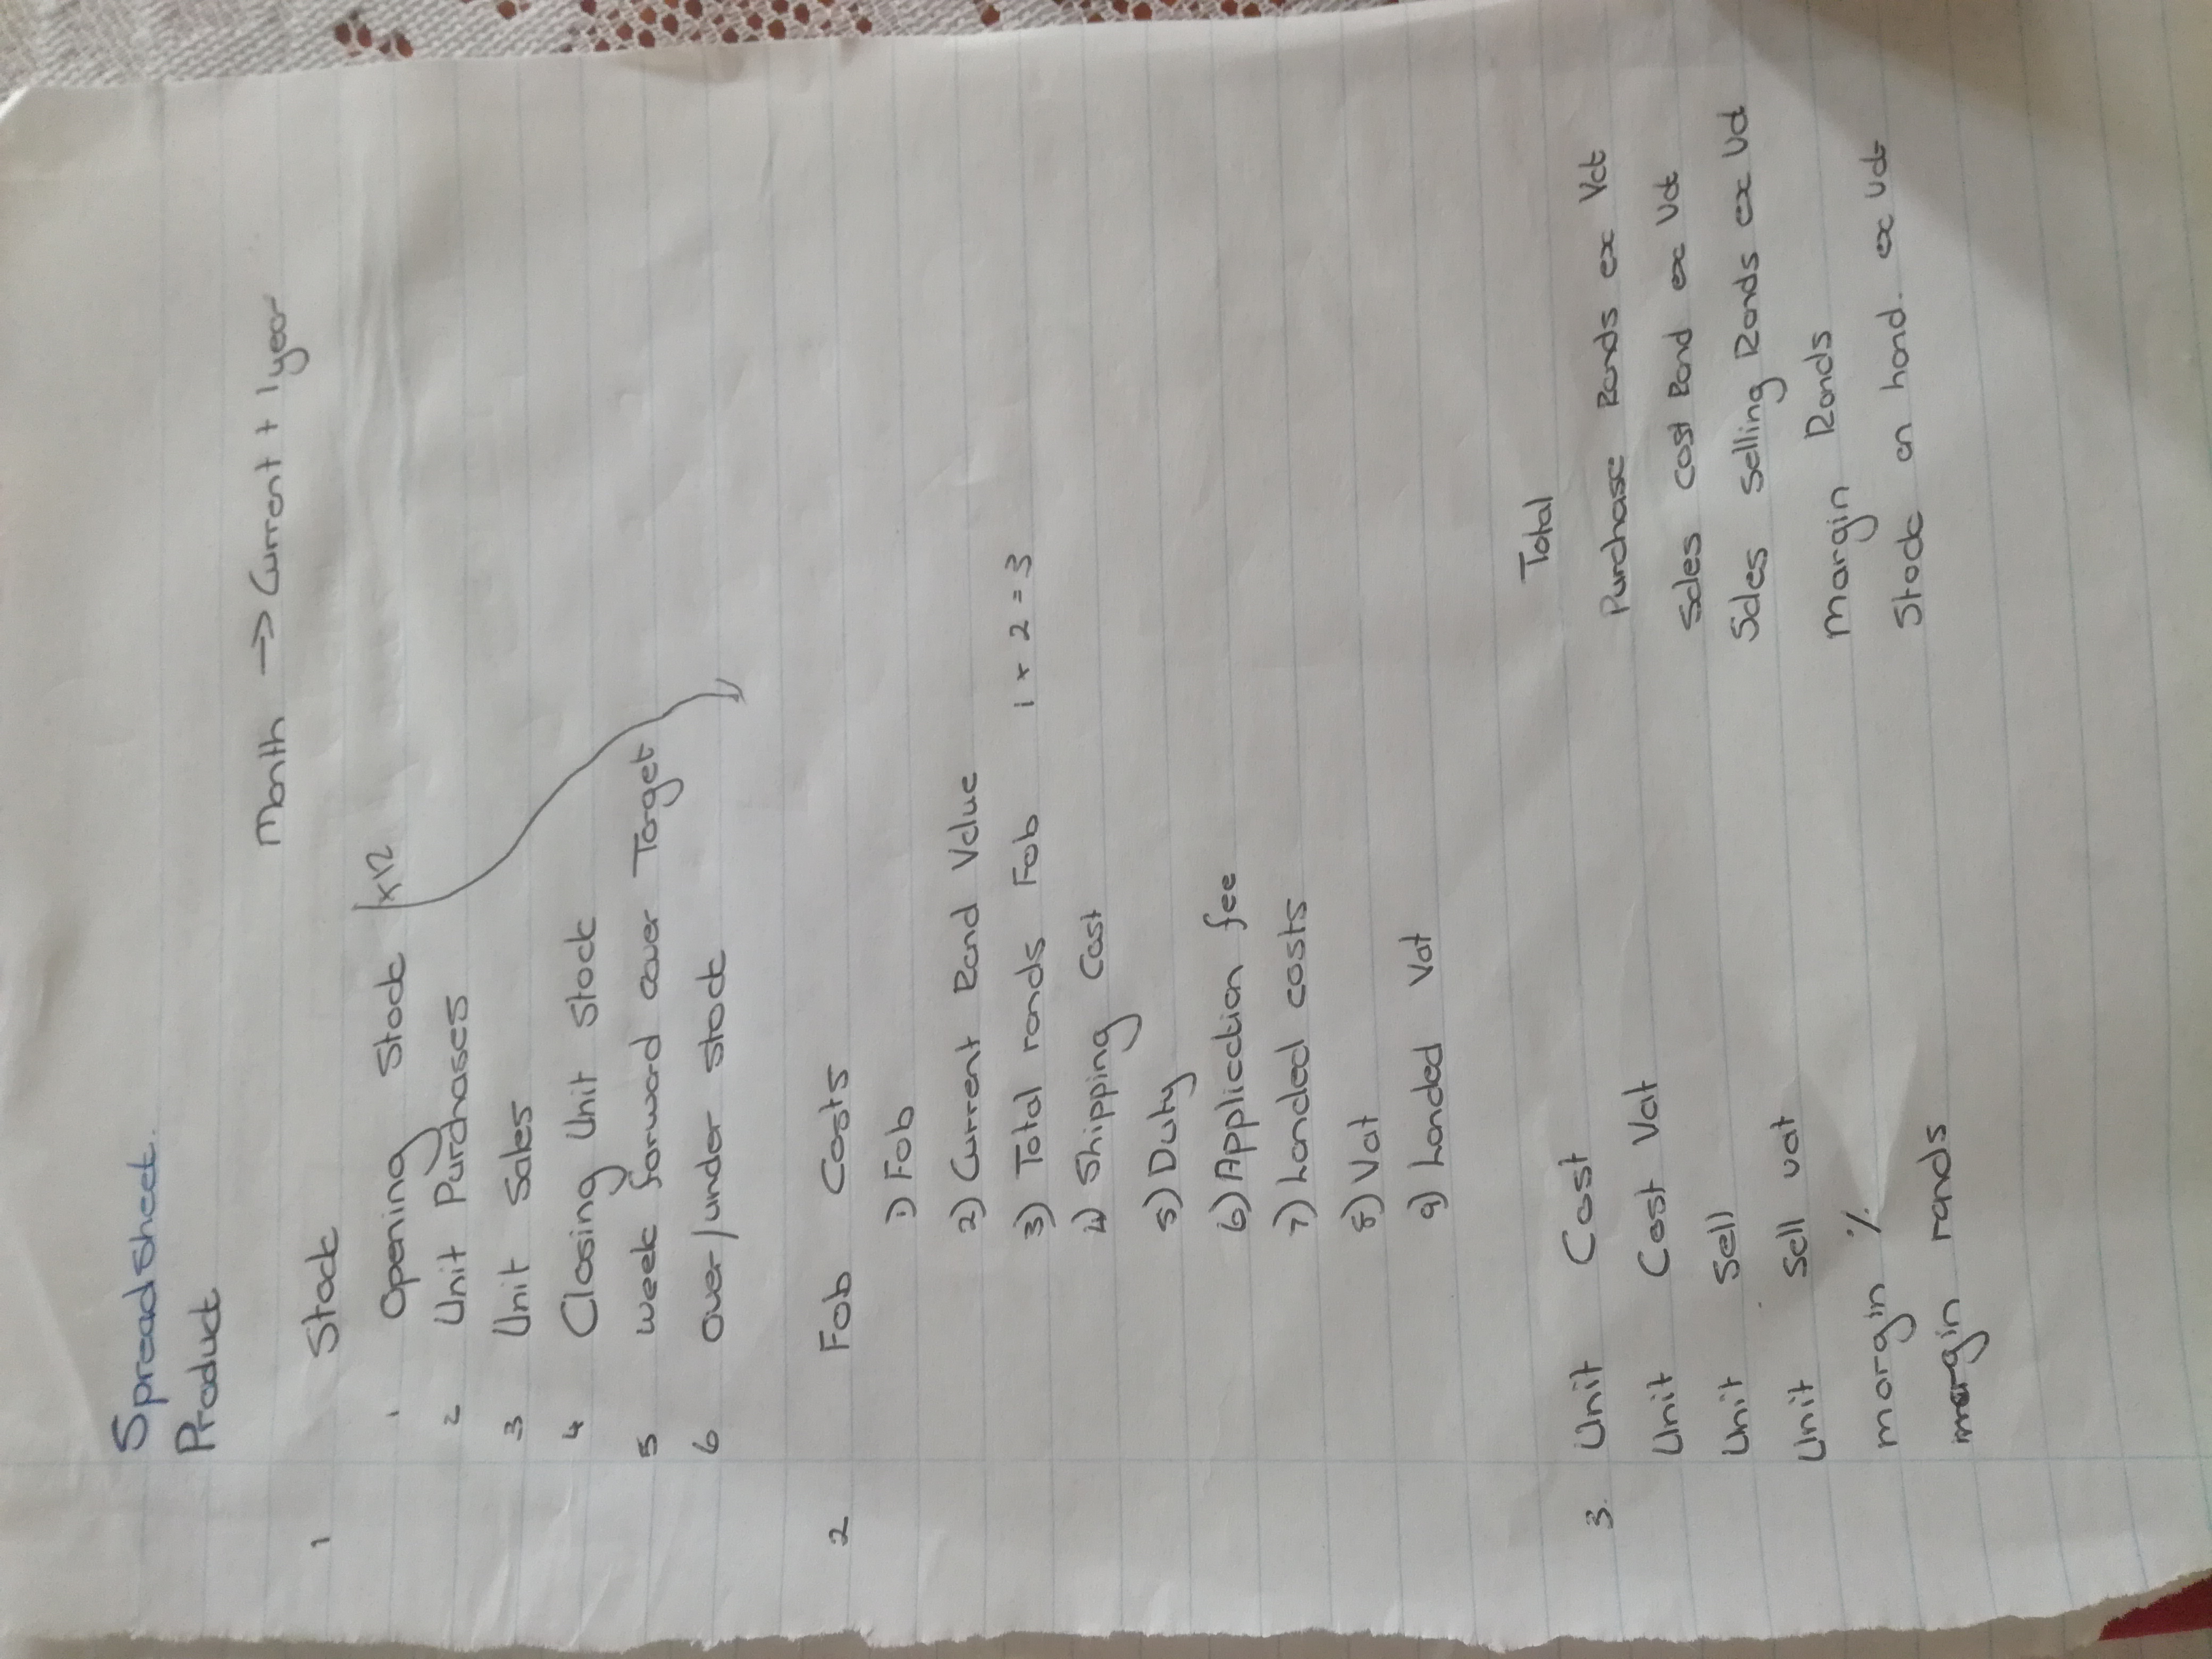 Spreadsheet.
Product
Month → Current + 1 year
1 Stock
1 Opening Stock x12
2 Unit Purchases
3 Unit Sales
4 Closing Unit Stock
5 week forward cover Target
6 over/under stock
2 Fob Costs
1) Fob
2) Current Rand Value
3) Total rands Fob 1 x 2 = 3
4) Shipping Cost
5) Duty
6) Application fee
7) Landed costs
8) Vat
9) Landed Vat
Total
3. Unit Cost Purchase Rands ex Vat
Unit Cost Vat Sales Cost Rand ex Vat
Unit Sell Sales Selling Rands ex Vat
Unit Sell vat Margin Rands
margin % Stock on hand. ex Vat
margin rands